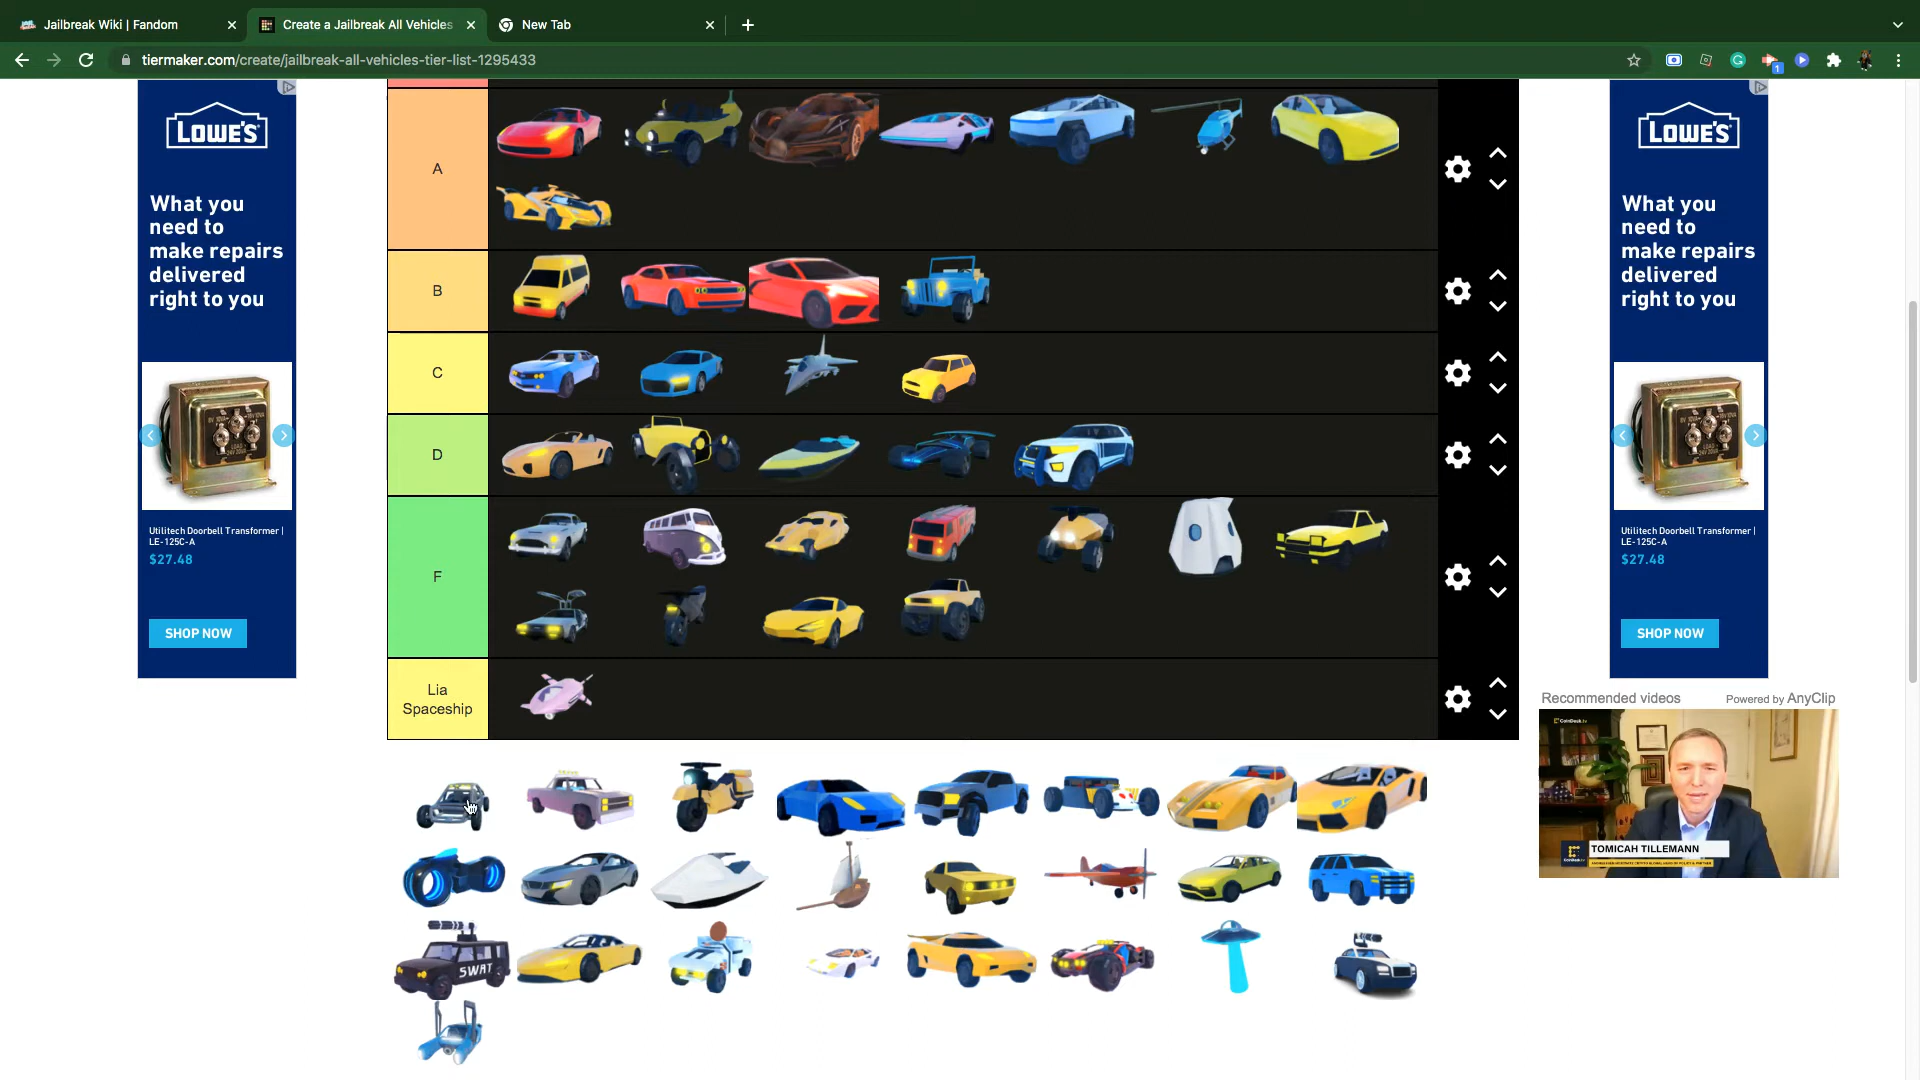 Jailbreak Wiki | Fandom
Create a Jailbreak All Vehicles
New Tab
tiermaker.com/create/jailbreak-all-vehicles-tier-list-1295433
1
LOWE'S
What you
need to
make repairs
delivered
right to you
Utilitech Doorbell Transformer |
LE-125C-A
$27.48
SHOP NOW
A
B
C
D
F
Lia
Spaceship
SWAT
LOWE'S
What you
need to
make repairs
delivered
right to you
Utilitech Doorbell Transformer |
LE-125C-A
$27.48
SHOP NOW
Recommended videos
Powered by AnyClip
TOMICAH TILLEMANN